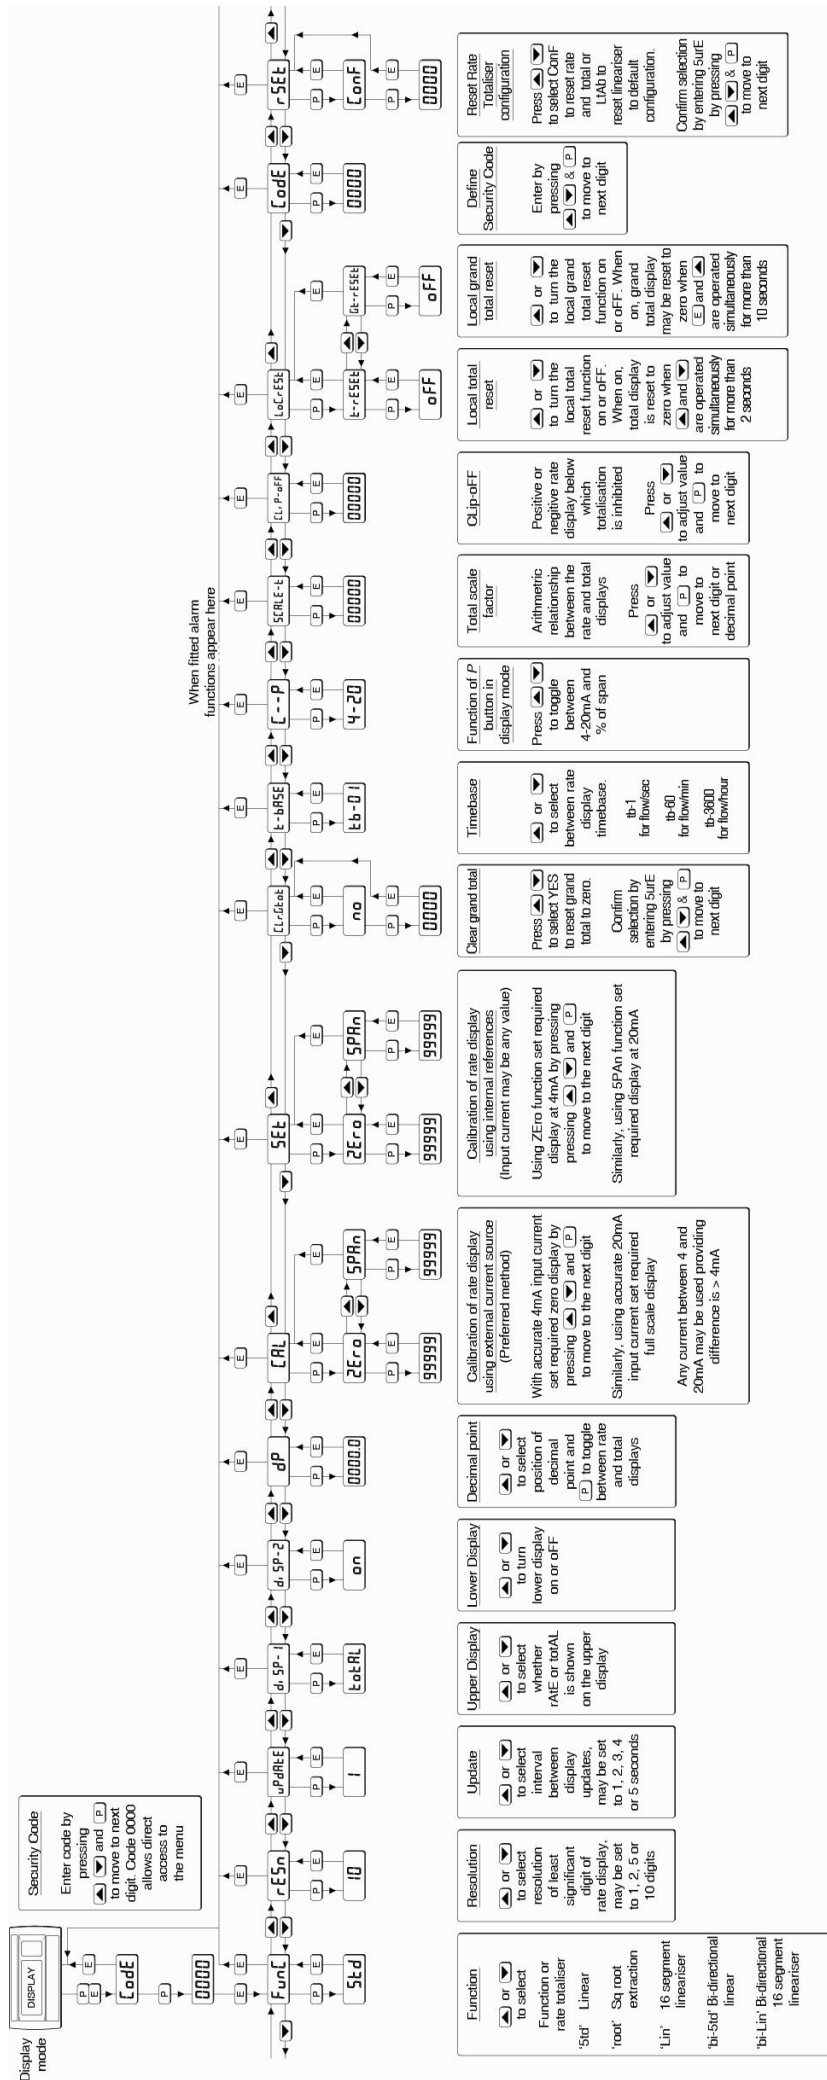 Display
mode
DISPLAY
P
E
E
CodE
P
0000
E
E
Security Code
Enter code by
pressing
▲ ▼ and P
to move to next
digit. Code 0000
allows direct
access to
the menu
When fitted alarm
functions appear here
E E E E E E E E E E E E E E E
FunC
rESn
uPdAtE
diSP-1
diSP-2
dP
CAL
SEt
CLr.Gtot
t-bASE
C--P
SCALE-t
CLiP-oFF
LoC.rESt
CodE
rSEt
P E
5td
P E
10
P E
1
P E
totAL
P E
on
P E
0000.0
P E
ZEro
P E
99999
E
SPAn
P E
99999
P E
ZEro
P E
99999
E
SPAn
P E
99999
P E
no
P E
0000
P E
tb-01
P E
4-20
P E
00000
P E
00000
P E
t-rESEt
P E
oFF
E
Gt-rESEt
P E
oFF
P E
0000
P E
ConF
P E
0000
Function
▲ or ▼
to select
Function or
rate totaliser
'5td' Linear
'root' Sq root
extraction
'Lin' 16 segment
lineariser
'bi-5td' Bi-directional
linear
'bi-Lin' Bi-directional
16 segment
lineariser
Resolution
▲ or ▼
to select
resolution
of least
significant
digit of
rate display,
may be set
to 1, 2, 5 or
10 digits
Update
▲ or ▼
to select
interval
between
display
updates,
may be set
to 1, 2, 3, 4
or 5 seconds
Upper Display
▲ or ▼
to select
whether
rAtE or totAL
is shown
on the upper
display
Lower Display
▲ or ▼
to turn
lower display
on or oFF
Decimal point
▲ or ▼
to select
position of
decimal
point and
P to toggle
between rate
and total
displays
Calibration of rate display
using external current source
(Preferred method)
With accurate 4mA input current
set required zero display by
pressing ▲ ▼ and P
to move to the next digit
Similarly, using accurate 20mA
input current set required
full scale display
Any current between 4 and
20mA may be used providing
difference is > 4mA
Calibration of rate display
using internal references
(Input current may be any value)
Using ZEro function set required
display at 4mA by pressing
pressing ▲ ▼ and P
to move to the next digit
Similarly, using 5PAn function set
required display at 20mA
Clear grand total
Press ▲ ▼
to select YES
to reset grand
total to zero.
Confirm
selection by
entering 5urE
by pressing
▲ ▼ & P
to move to
next digit
Timebase
▲ or ▼
to select
between rate
display
timebase.
tb-1
for flow/sec
tb-60
for flow/min
tb-3600
for flow/hour
Function of P
button in
display mode
Press ▲ ▼
to toggle
between
4-20mA and
% of span
Total scale
factor
Arithmetric
relationship
between the
rate and total
displays
Press
▲ or ▼
to adjust value
and P to
move to
next digit or
decimal point
CLip-oFF
Positive or
negitive rate
display below
which
totalisation
is inhibited
Press
▲ or ▼
to adjust value
and P to
move to
next digit
Local total
reset
▲ or ▼
to turn the
local total
reset function
on or oFF.
When on,
total display
is reset to
zero when
▲ and ▼
are operated
simultaneously
for more than
2 seconds
Local grand
total reset
▲ or ▼
to turn the
local grand
total reset
function on
or oFF. When
on, grand
total display
may be reset to
zero when
E and ▲
are operated
simultaneously
for more than
10 seconds
Define
Security Code
Enter by
pressing
▲ ▼ & P
to move to
next digit
Reset Rate
Totaliser
configuration
Press ▲ ▼
to select ConF
to reset rate
and total or
LtAb to
reset lineariser
to default
configuration.
Confirm selection
by entering 5urE
by pressing
▲ ▼ & P
to move to
next digit